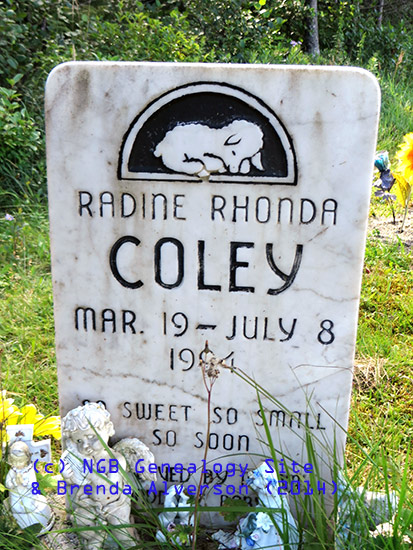 RADINE RHONDA
COLEY
MAR. 19 - JULY 8
SO SWEET SO SMALL
SO SOON
BY
(c) NGB Genealogy Site
& Brenda Alverson (2014)